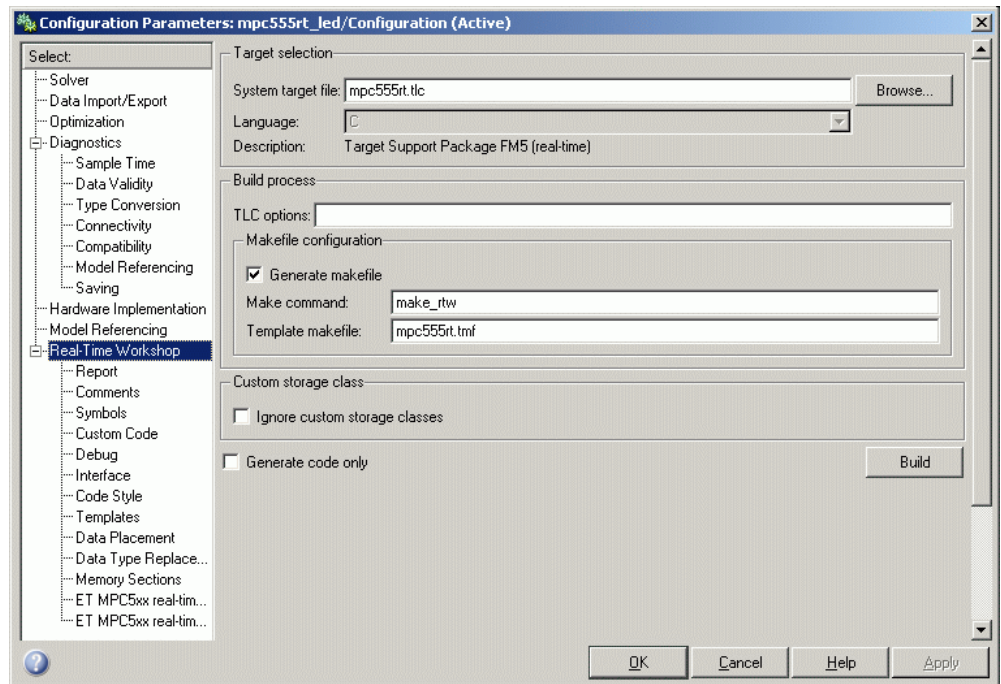 Configuration Parameters: mpc555rt_led/Configuration (Active)
Select:
Solver
Data Import/Export
Optimization
Diagnostics
Sample Time
Data Validity
Type Conversion
Connectivity
Compatibility
Model Referencing
Saving
Hardware Implementation
Model Referencing
Real-Time Workshop
Report
Comments
Symbols
Custom Code
Debug
Interface
Code Style
Templates
Data Placement
Data Type Replace...
Memory Sections
ET MPC5xx real-tim...
ET MPC5xx real-tim...
Target selection
System target file: mpc555rt.tlc Browse...
Language: C
Description: Target Support Package FM5 (real-time)
Build process
TLC options:
Makefile configuration
Generate makefile
Make command: make_rtw
Template makefile: mpc555rt.tmf
Custom storage class
Ignore custom storage classes
Generate code only Build
OK Cancel Help Apply